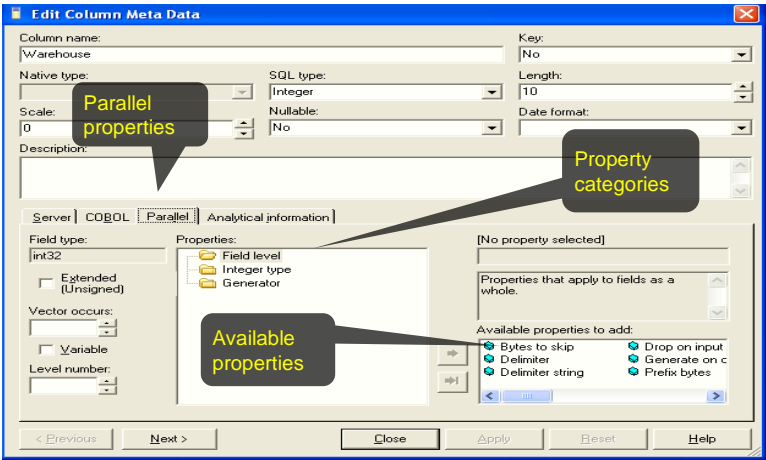 Edit Column Meta Data
Column name:
Key:
Warehouse
No
Native type:
SQL type:
Length:
Integer
10
Scale:
Nullable:
Date format:
0
No
Description:
Parallel
properties
Property
categories
Server
COBOL
Parallel
Analytical information
Field type:
Properties:
[No property selected]
int32
Field level
Extended
(Unsigned)
Integer type
Generator
Properties that apply to fields as a
whole.
Vector occurs:
Variable
Level number:
Available
properties
Available properties to add:
Bytes to skip
Drop on input
Delimiter
Generate on c
Delimiter string
Prefix bytes
< Previous
Next >
Close
Apply
Reset
Help